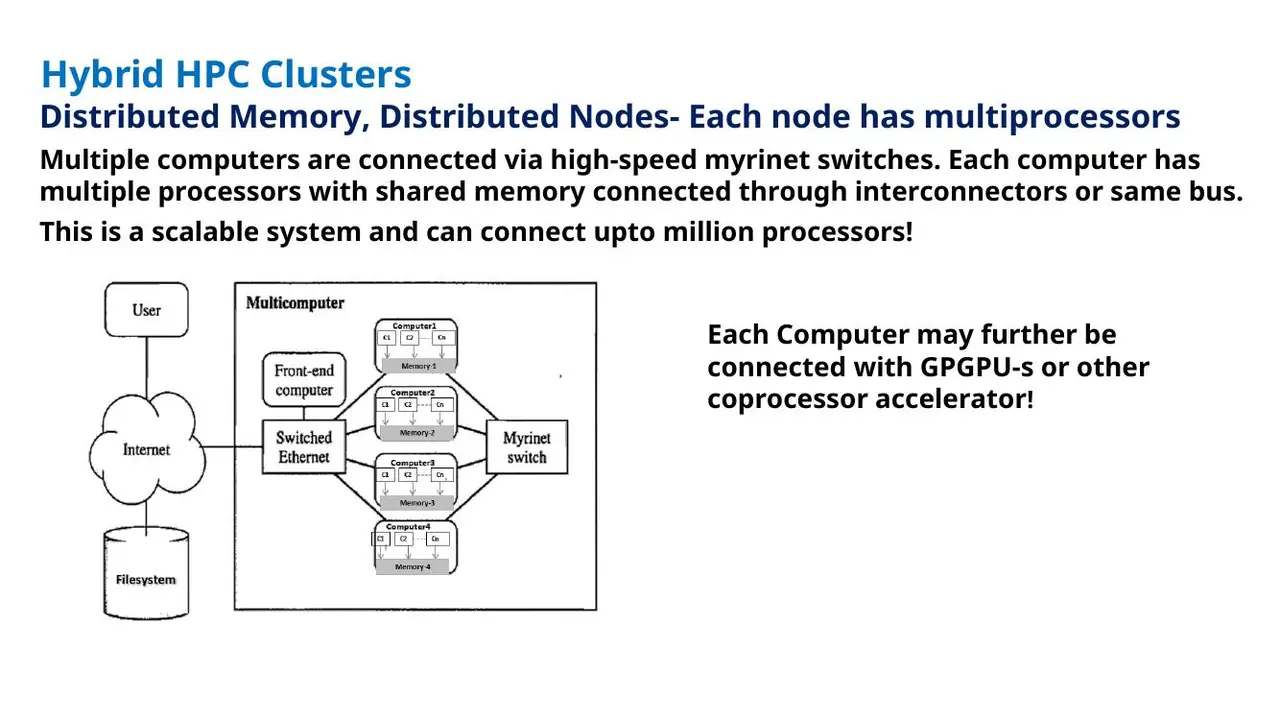 Hybrid HPC Clusters
Distributed Memory, Distributed Nodes- Each node has multiprocessors
Multiple computers are connected via high-speed myrinet switches. Each computer has
multiple processors with shared memory connected through interconnectors or same bus.
This is a scalable system and can connect upto million processors!
User
Internet
Filesystem
Multicomputer
Front-end
computer
Switched
Ethernet
Computer1
C1 C2 Cn
Memory-1
Computer2
C1 C2 Cn
Memory-2
Computer3
C1 C2 Cn
Memory-3
Computer4
C1 C2 Cn
Memory-4
Myrinet
switch
Each Computer may further be
connected with GPGPU-s or other
coprocessor accelerator!